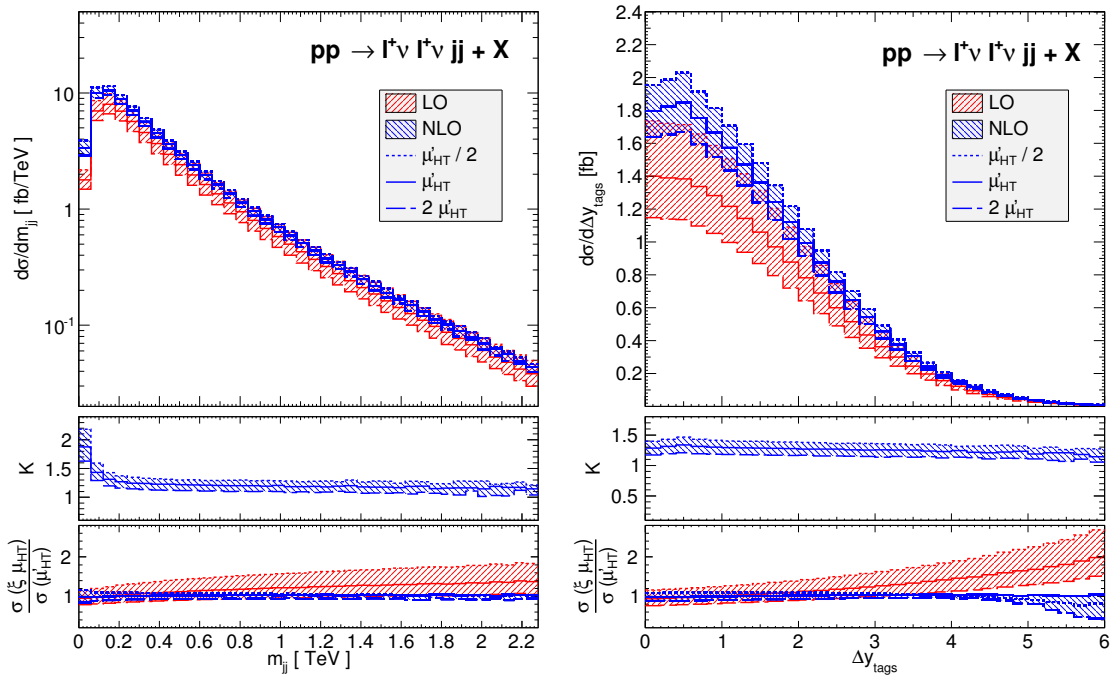 pp → l⁺ν l⁺ν jj + X
LO
NLO
μ'HT / 2
μ'HT
2 μ'HT
dσ/dm_jj [ fb/TeV ]
10
1
10⁻¹
K
2
1.5
1
σ (ξ μHT)
σ (μ'HT)
2
1
0 0.2 0.4 0.6 0.8 1 1.2 1.4 1.6 1.8 2 2.2
m_jj [ TeV ]
pp → l⁺ν l⁺ν jj + X
LO
NLO
μ'HT / 2
μ'HT
2 μ'HT
dσ/dΔy_tags [fb]
2.4
2.2
2
1.8
1.6
1.4
1.2
1
0.8
0.6
0.4
0.2
K
1.5
1
0.5
σ (ξ μHT)
σ (μ'HT)
2
1
0 1 2 3 4 5 6
Δy_tags